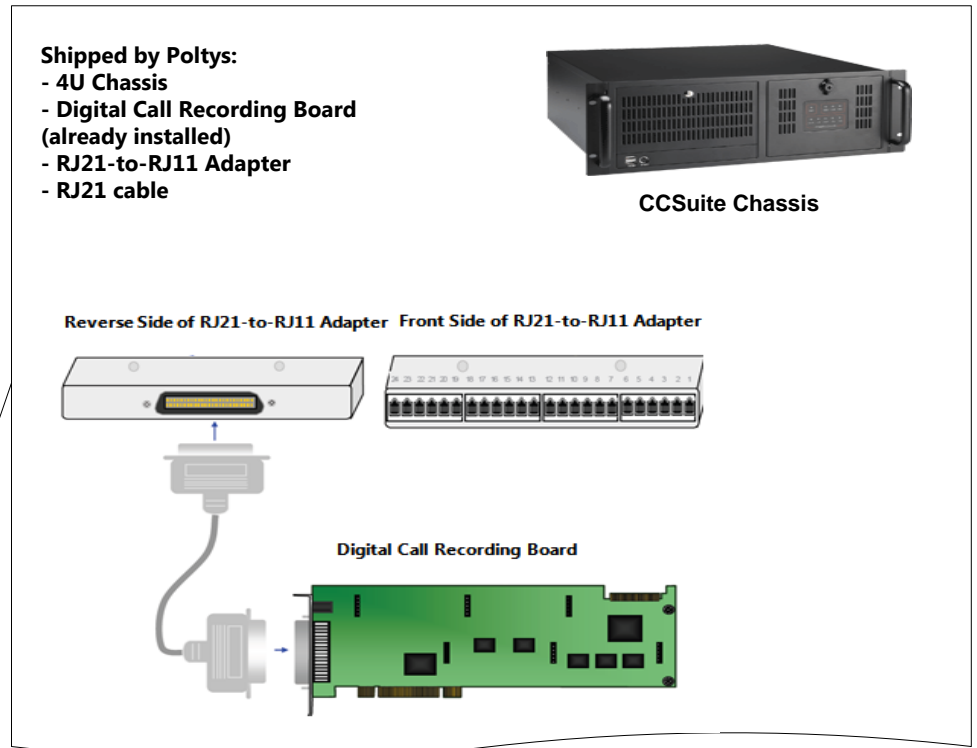 Shipped by Poltys:
- 4U Chassis
- Digital Call Recording Board
(already installed)
- RJ21-to-RJ11 Adapter
- RJ21 cable
CCSuite Chassis
Reverse Side of RJ21-to-RJ11 Adapter
Front Side of RJ21-to-RJ11 Adapter
24 23 22 21 20 19 18 17 16 15 14 13 12 11 10 9 8 7 6 5 4 3 2 1
Digital Call Recording Board